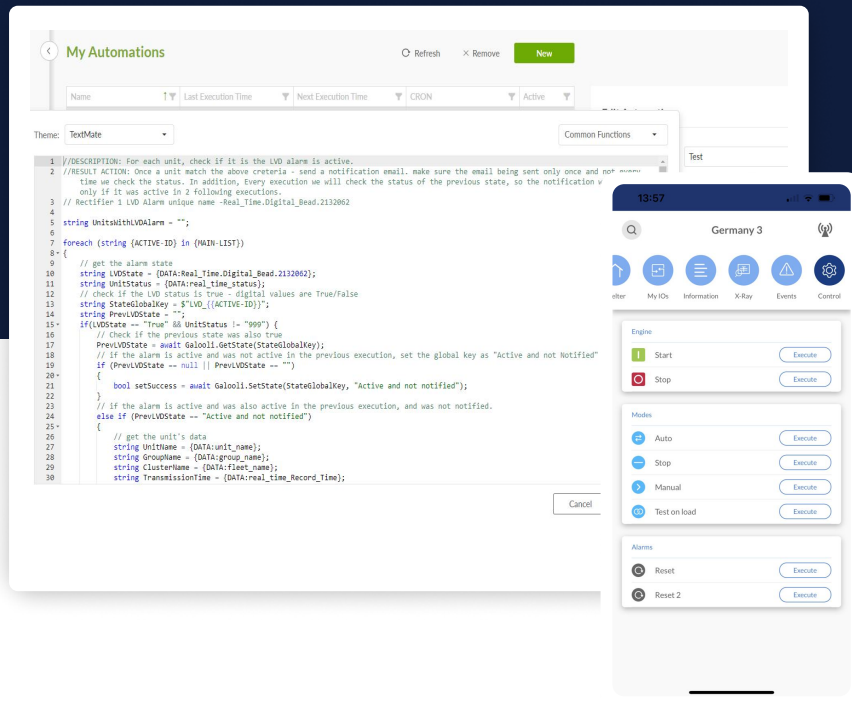 My Automations
Refresh
Remove
New
Name
Last Execution Time
Next Execution Time
CRON
Active
Theme:
TextMate
Common Functions
Test
1 //DESCRIPTION: For each unit, check if it is the LVD alarm is active.
2 //RESULT ACTION: Once a unit match the above creteria - send a notification email. make sure the email being sent only once and not every
time we check the status. In addition, Every execution we will check the status of the previous state, so the notification
only if it was active in 2 following executions.
3 // Rectifier 1 LVD Alarm unique name -Real_Time.Digital_Bead.2132062
4
5 string UnitsWithLVDAlarm = "";
6
7 foreach (string {ACTIVE-ID} in {MAIN-LIST})
8 {
9 // get the alarm state
10 string LVDState = {DATA:Real_Time.Digital_Bead.2132062};
11 string UnitStatus = {DATA:real_time_status};
12 // check if the LVD status is true - digital values are True/False
13 string StateGlobalKey = $"LVD_{{ACTIVE-ID}}";
14 string PrevLVDState = "";
15 if(LVDState == "True" && UnitStatus != "999") {
16 // Check if the previous state was also true
17 PrevLVDState = await Galooli.GetState(StateGlobalKey);
18 // if the alarm is active and was not active in the previous execution, set the global key as "Active and not Notified"
19 if (PrevLVDState == null || PrevLVDState == "")
20 {
21 bool setSuccess = await Galooli.SetState(StateGlobalKey, "Active and not notified");
22 }
23 // if the alarm is active and was also active in the previous execution, and was not notified.
24 else if (PrevLVDState == "Active and not notified")
25 {
26 // get the unit's data
27 string UnitName = {DATA:unit_name};
28 string GroupName = {DATA:group_name};
29 string ClusterName = {DATA:fleet_name};
30 string TransmissionTime = {DATA:real_time_Record_Time};
Cancel
13:57
Germany 3
elter
My IOs
Information
X-Ray
Events
Control
Engine
Start
Execute
Stop
Execute
Modes
Auto
Execute
Stop
Execute
Manual
Execute
Test on load
Execute
Alarms
Reset
Execute
Reset 2
Execute